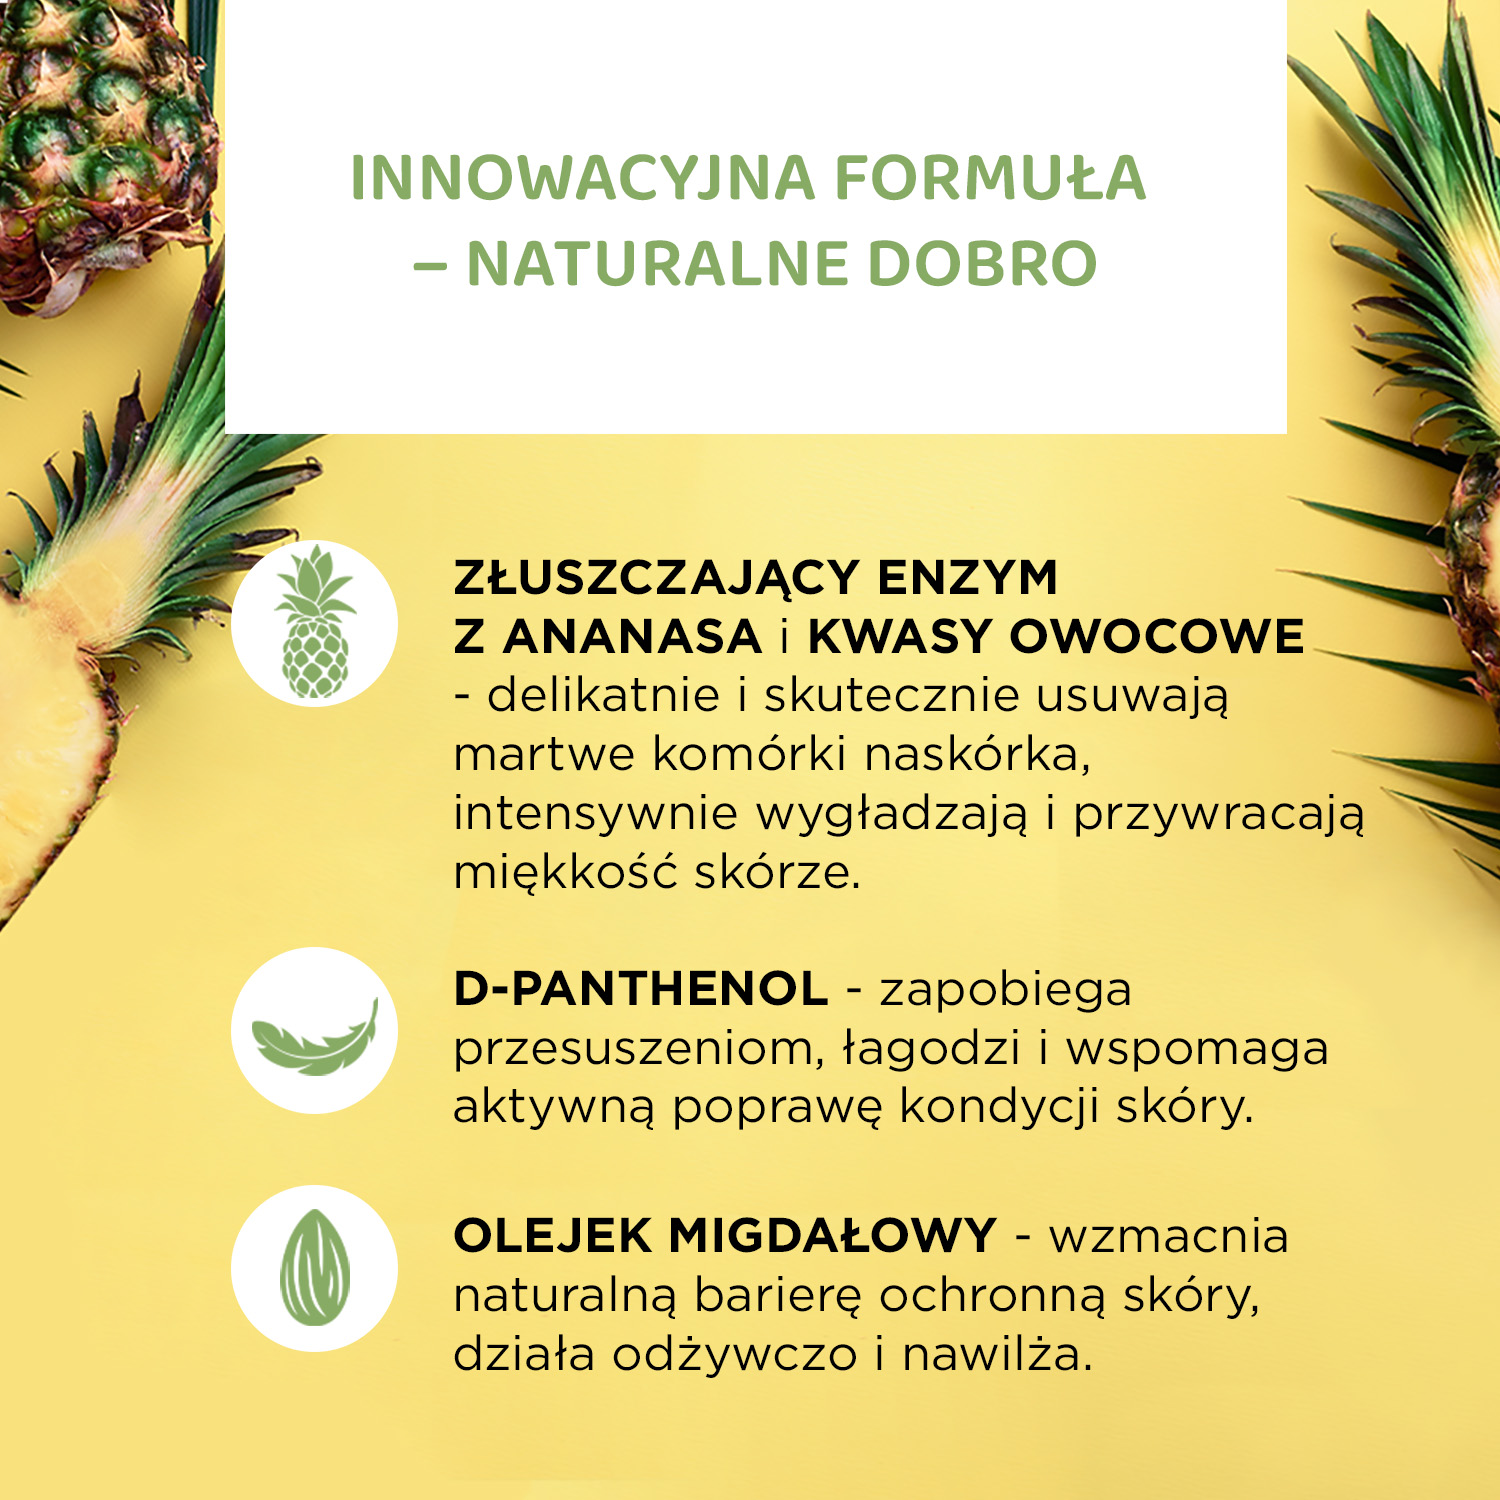 INNOWACYJNA FORMUŁA
– NATURALNE DOBRO
ZŁUSZCZAJĄCY ENZYM
Z ANANASA i KWASY OWOCOWE
- delikatnie i skutecznie usuwają
martwe komórki naskórka,
intensywnie wygładzają i przywracają
miękkość skórze.
D-PANTHENOL - zapobiega
przesuszeniom, łagodzi i wspomaga
aktywną poprawę kondycji skóry.
OLEJEK MIGDAŁOWY - wzmacnia
naturalną barierę ochronną skóry,
działa odżywczo i nawilża.